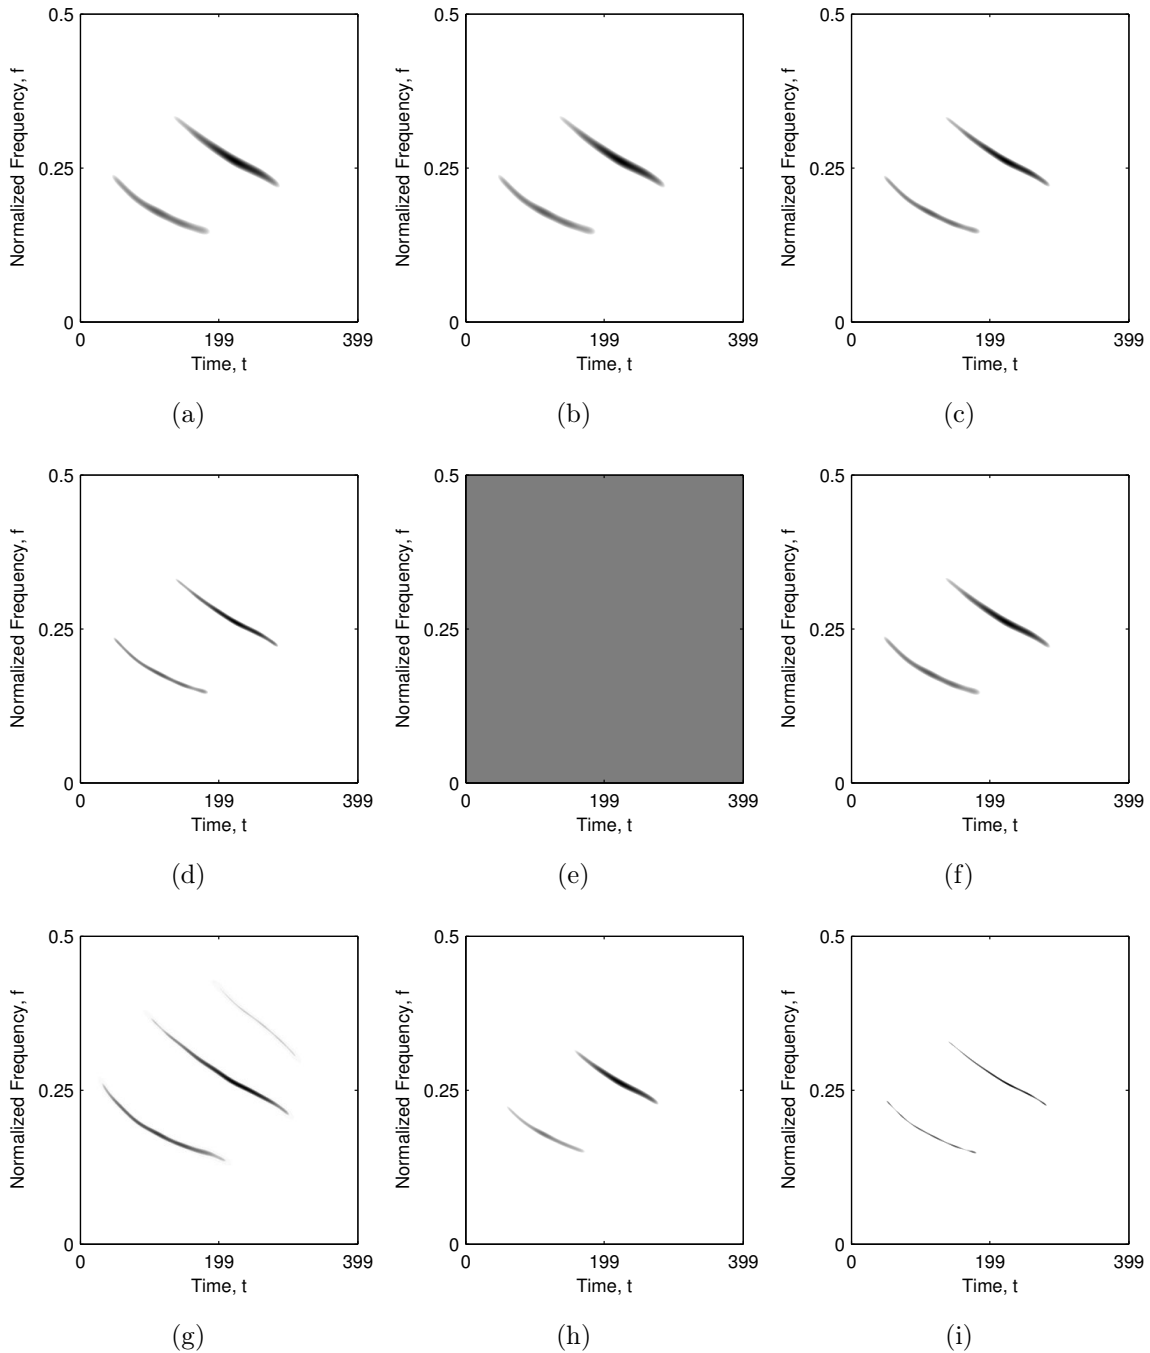 0.5 0.5 0.5
Normalized Frequency, f Normalized Frequency, f Normalized Frequency, f
0.25 0.25 0.25
0 0 0
0 199 399 0 199 399 0 199 399
Time, t Time, t Time, t
(a) (b) (c)
0.5 0.5 0.5
Normalized Frequency, f Normalized Frequency, f Normalized Frequency, f
0.25 0.25 0.25
0 0 0
0 199 399 0 199 399 0 199 399
Time, t Time, t Time, t
(d) (e) (f)
0.5 0.5 0.5
Normalized Frequency, f Normalized Frequency, f Normalized Frequency, f
0.25 0.25 0.25
0 0 0
0 199 399 0 199 399 0 199 399
Time, t Time, t Time, t
(g) (h) (i)